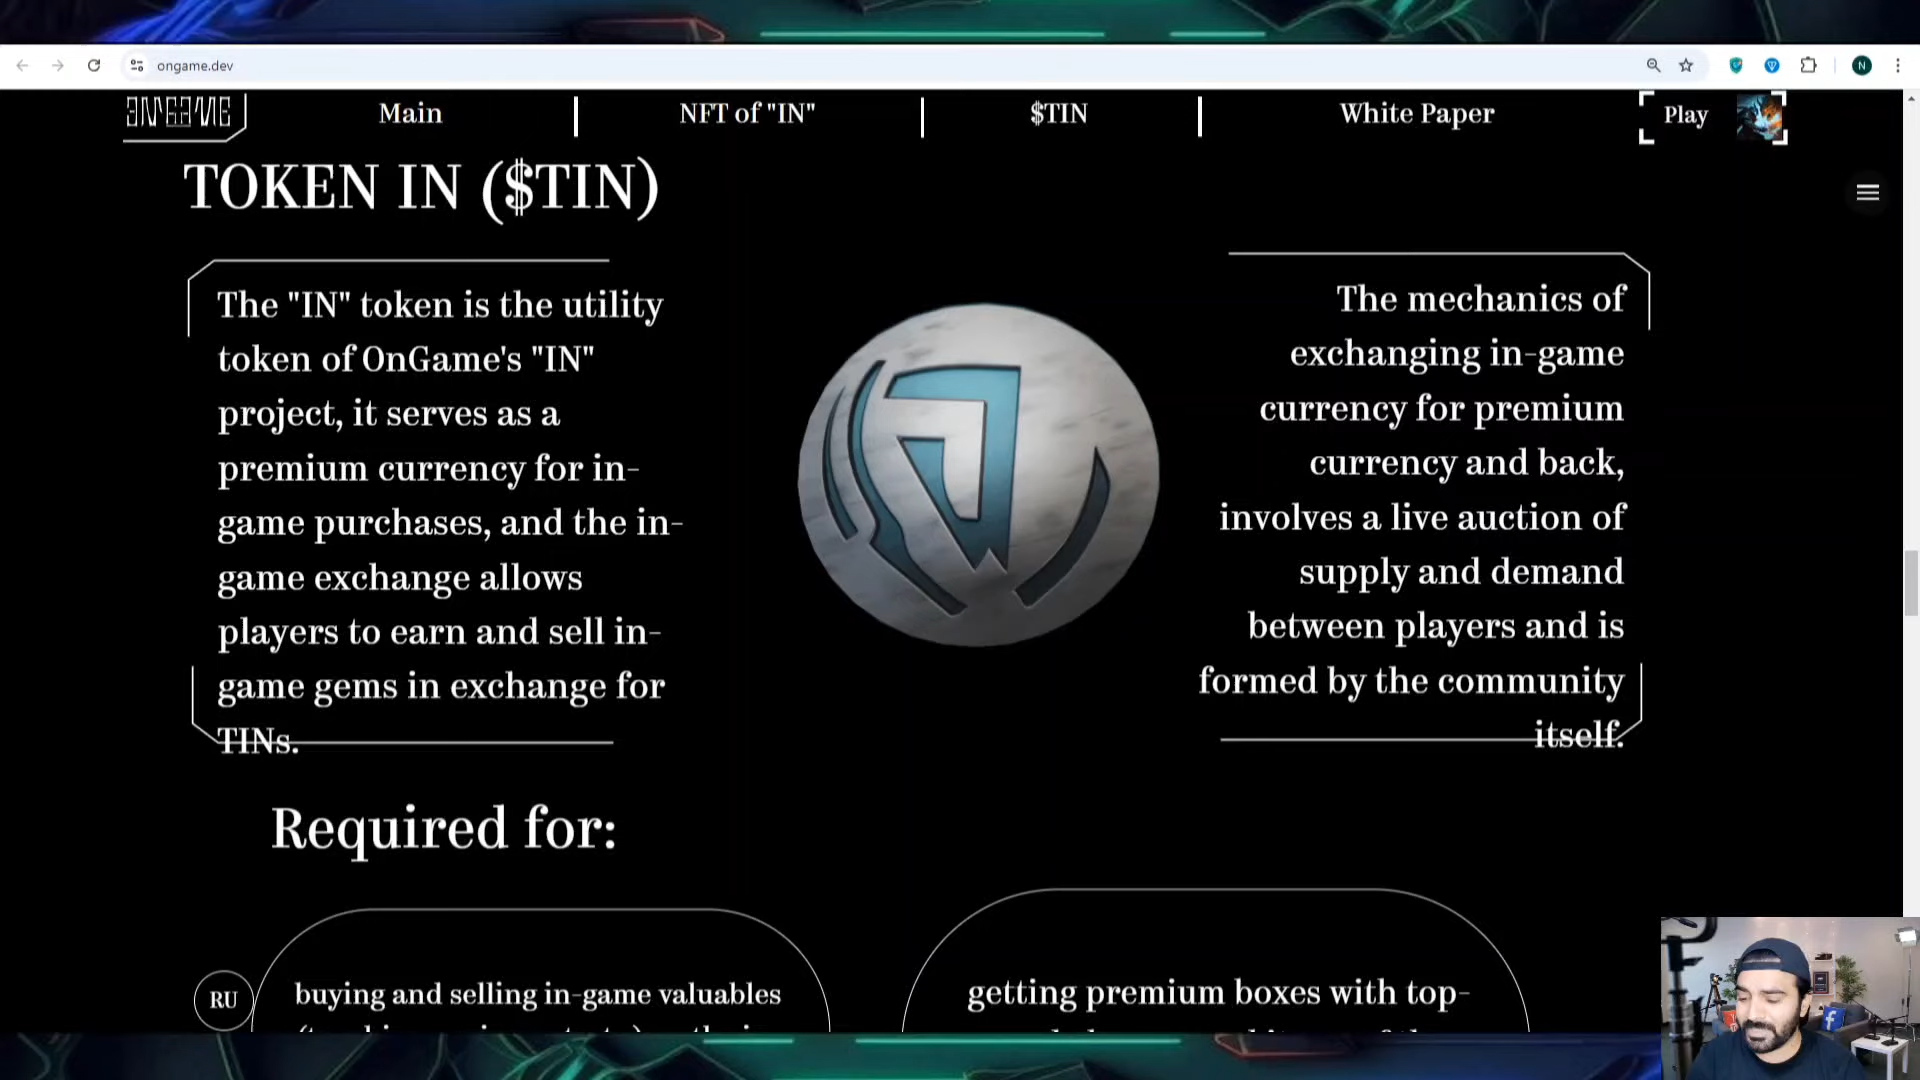 ongame.dev
N
ONGAME
Main
NFT of "IN"
$TIN
White Paper
Play
TOKEN IN ($TIN)
The "IN" token is the utility
token of OnGame's "IN"
project, it serves as a
premium currency for in-
game purchases, and the in-
game exchange allows
players to earn and sell in-
game gems in exchange for
TINs.
The mechanics of
exchanging in-game
currency for premium
currency and back,
involves a live auction of
supply and demand
between players and is
formed by the community
itself.
Required for:
RU
buying and selling in-game valuables
getting premium boxes with top-